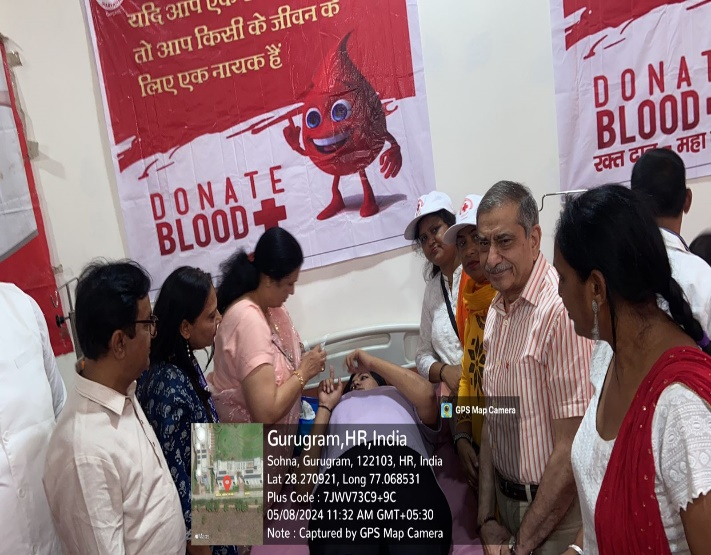 यदि आप एक
तो आप किसी के जीवन के
लिए एक नायक हैं
DONATE
BLOOD
DONAT
BLOOD
रक्त दान - महा
GPS Map Camera
Gurugram,HR,India
Sohna, Gurugram, 122103, HR, India
Lat 28.270921, Long 77.068531
Plus Code : 7JWV73C9+9C
05/08/2024 11:32 AM GMT+05:30
Note : Captured by GPS Map Camera